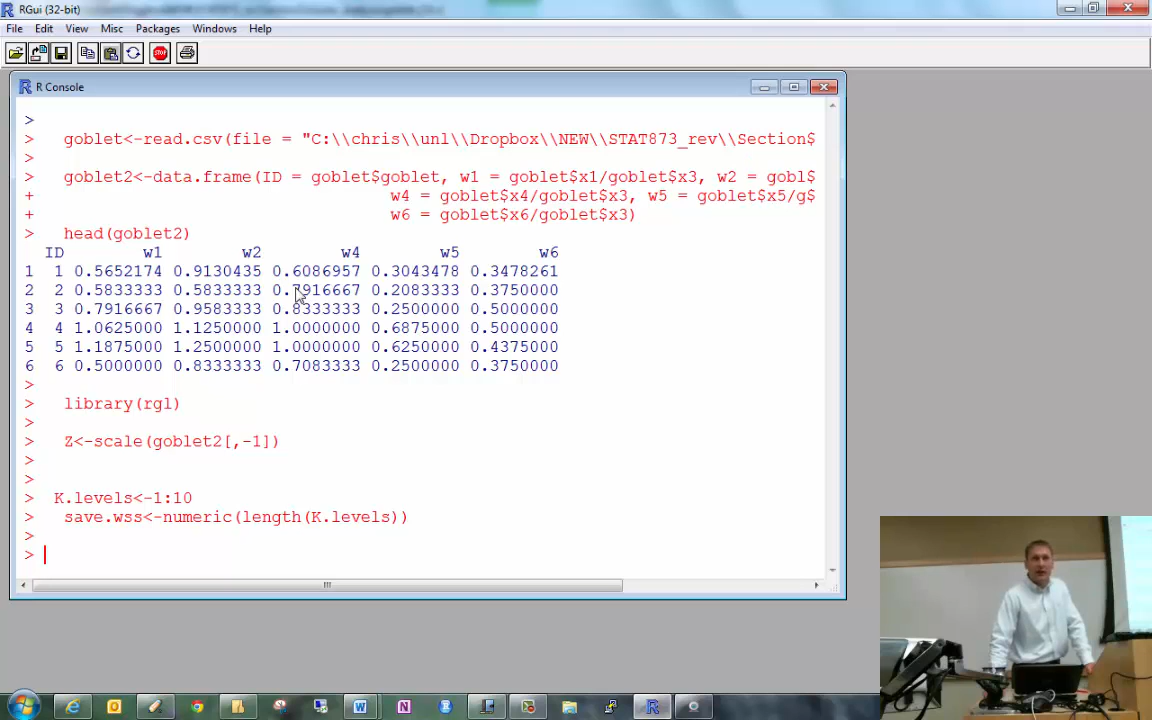 RGui (32-bit)
File Edit View Misc Packages Windows Help
R Console
>
> goblet<-read.csv(file = "C:\\chris\\unl\\Dropbox\\NEW\\STAT873_rev\\Section$
>
> goblet2<-data.frame(ID = goblet$goblet, w1 = goblet$x1/goblet$x3, w2 = gobl$
+ w4 = goblet$x4/goblet$x3, w5 = goblet$x5/g$
+ w6 = goblet$x6/goblet$x3)
> head(goblet2)
ID w1 w2 w4 w5 w6
1 1 0.5652174 0.9130435 0.6086957 0.3043478 0.3478261
2 2 0.5833333 0.5833333 0.7916667 0.2083333 0.3750000
3 3 0.7916667 0.9583333 0.8333333 0.2500000 0.5000000
4 4 1.0625000 1.1250000 1.0000000 0.6875000 0.5000000
5 5 1.1875000 1.2500000 1.0000000 0.6250000 0.4375000
6 6 0.5000000 0.8333333 0.7083333 0.2500000 0.3750000
>
> library(rgl)
>
> Z<-scale(goblet2[,-1])
>
>
> K.levels<-1:10
> save.wss<-numeric(length(K.levels))
>
>